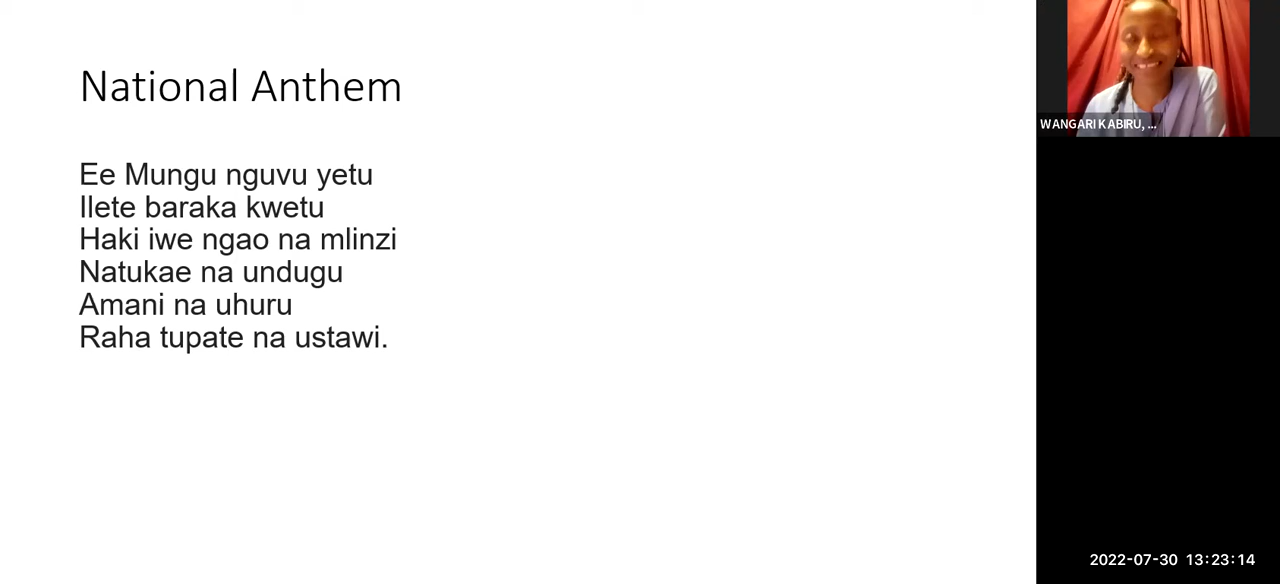 National Anthem
Ee Mungu nguvu yetu
Ilete baraka kwetu
Haki iwe ngao na mlinzi
Natukae na undugu
Amani na uhuru
Raha tupate na ustawi.
WANGARI KABIRU, ...
2022-07-30 13:23:14